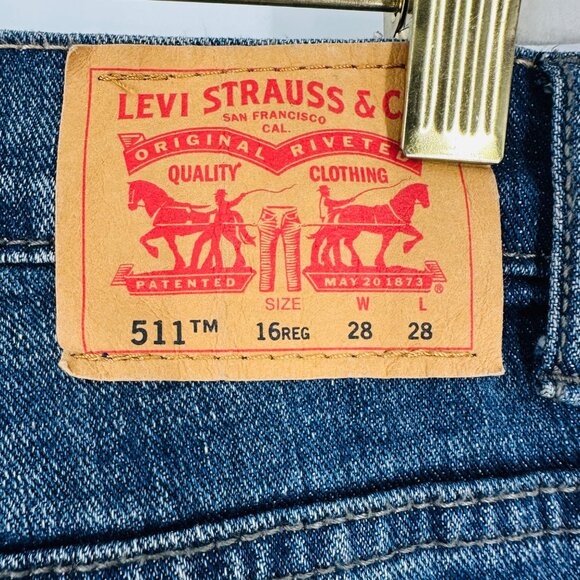 LEVI STRAUSS & C
SAN FRANCISCO
CAL.
ORIGINAL RIVETED
QUALITY CLOTHING
PATENTED MAY 20 1873 ®
SIZE W L
511™ 16REG 28 28